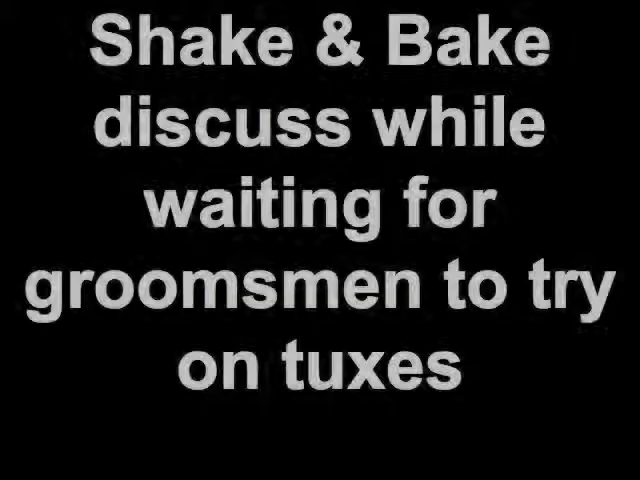 Shake & Bake
discuss while
waiting for
groomsmen to try
on tuxes